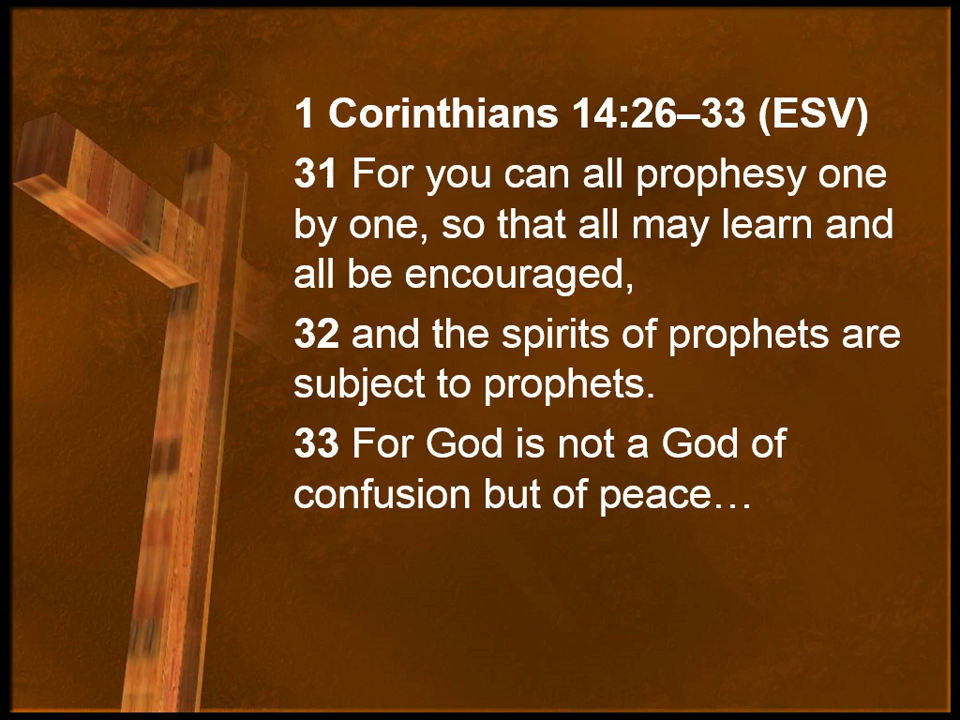 1 Corinthians 14:26–33 (ESV)
31 For you can all prophesy one
by one, so that all may learn and
all be encouraged,
32 and the spirits of prophets are
subject to prophets.
33 For God is not a God of
confusion but of peace…